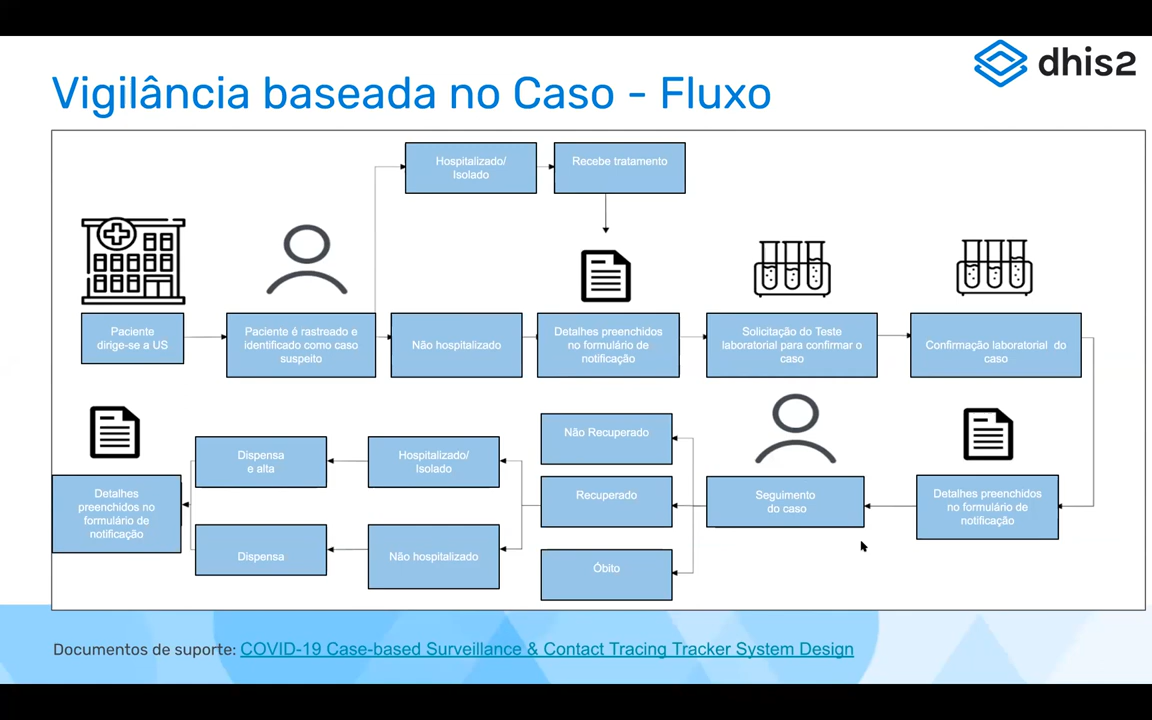 dhis2
Vigilância baseada no Caso - Fluxo
Hospitalizado/
Isolado
Recebe tratamento
Paciente
dirige-se a US
Paciente é rastreado e
identificado como caso
suspeito
Não hospitalizado
Detalhes preenchidos
no formulário de
notificação
Solicitação do Teste
laboratorial para confirmar o
caso
Confirmação laboratorial do
caso
Detalhes preenchidos
no formulário de
notificação
Seguimento
do caso
Não Recuperado
Recuperado
Óbito
Hospitalizado/
Isolado
Não hospitalizado
Dispensa
e alta
Dispensa
Detalhes
preenchidos no
formulário de
notificação
Documentos de suporte: COVID-19 Case-based Surveillance & Contact Tracing Tracker System Design